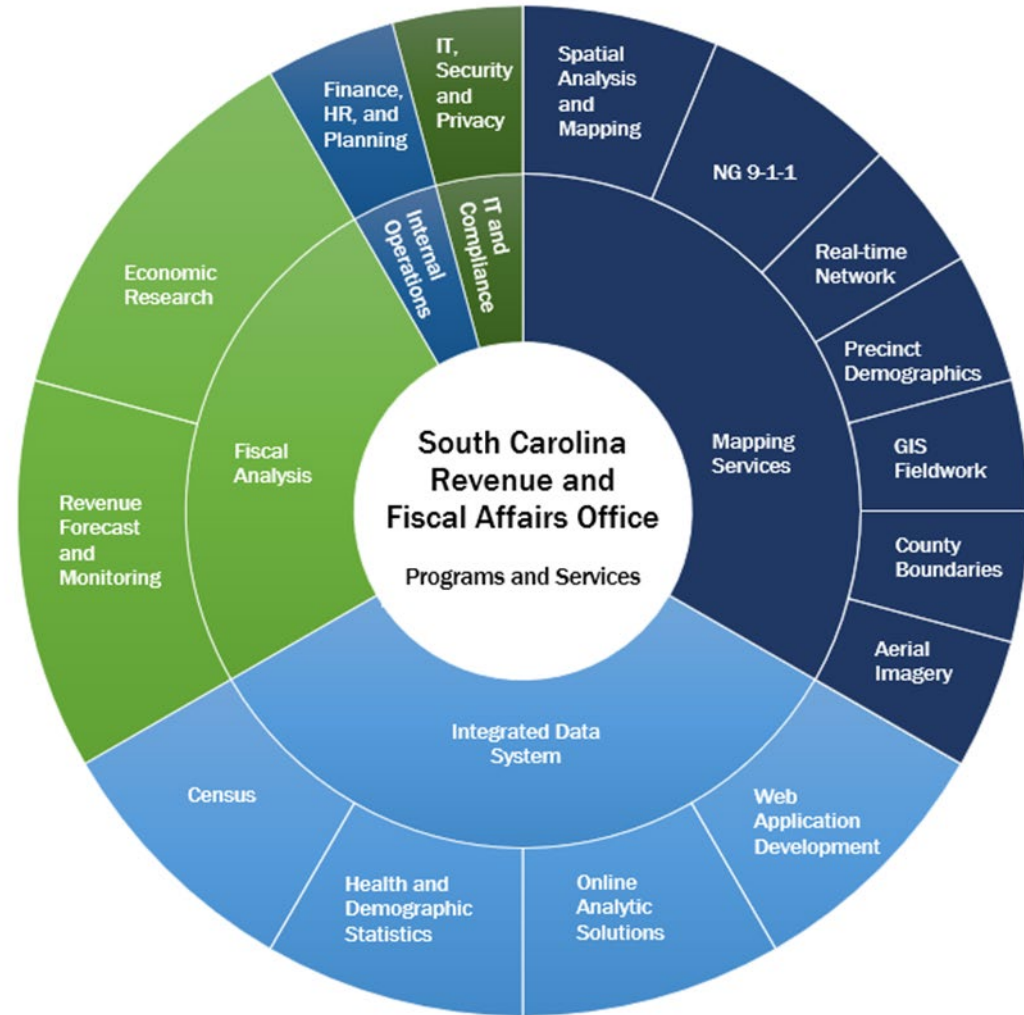 South Carolina
Revenue and
Fiscal Affairs Office
Programs and Services
Mapping
Services
Spatial
Analysis
and
Mapping
NG 9-1-1
Real-time
Network
Precinct
Demographics
GIS
Fieldwork
County
Boundaries
Aerial
Imagery
Integrated Data
System
Web
Application
Development
Online
Analytic
Solutions
Health and
Demographic
Statistics
Census
Fiscal
Analysis
Revenue
Forecast
and
Monitoring
Economic
Research
Internal
Operations
Finance,
HR, and
Planning
IT and
Compliance
IT,
Security
and
Privacy